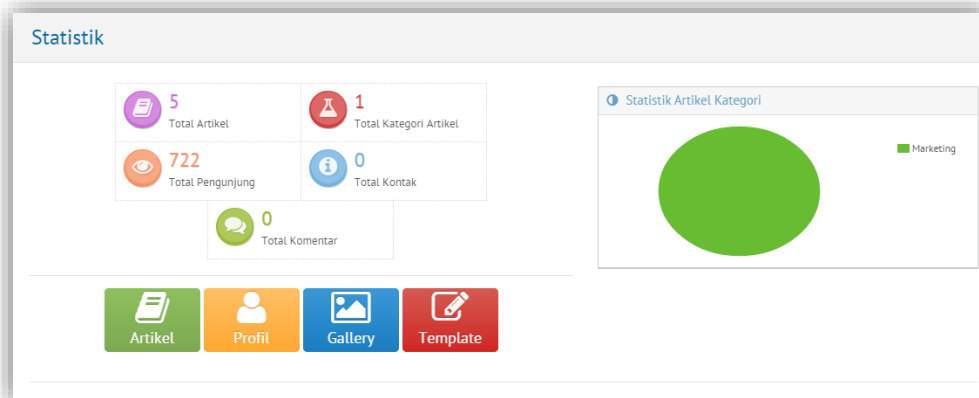 Statistik
5
Total Artikel
1
Total Kategori Artikel
722
Total Pengunjung
0
Total Kontak
0
Total Komentar
Statistik Artikel Kategori
Marketing
Artikel
Profil
Gallery
Template